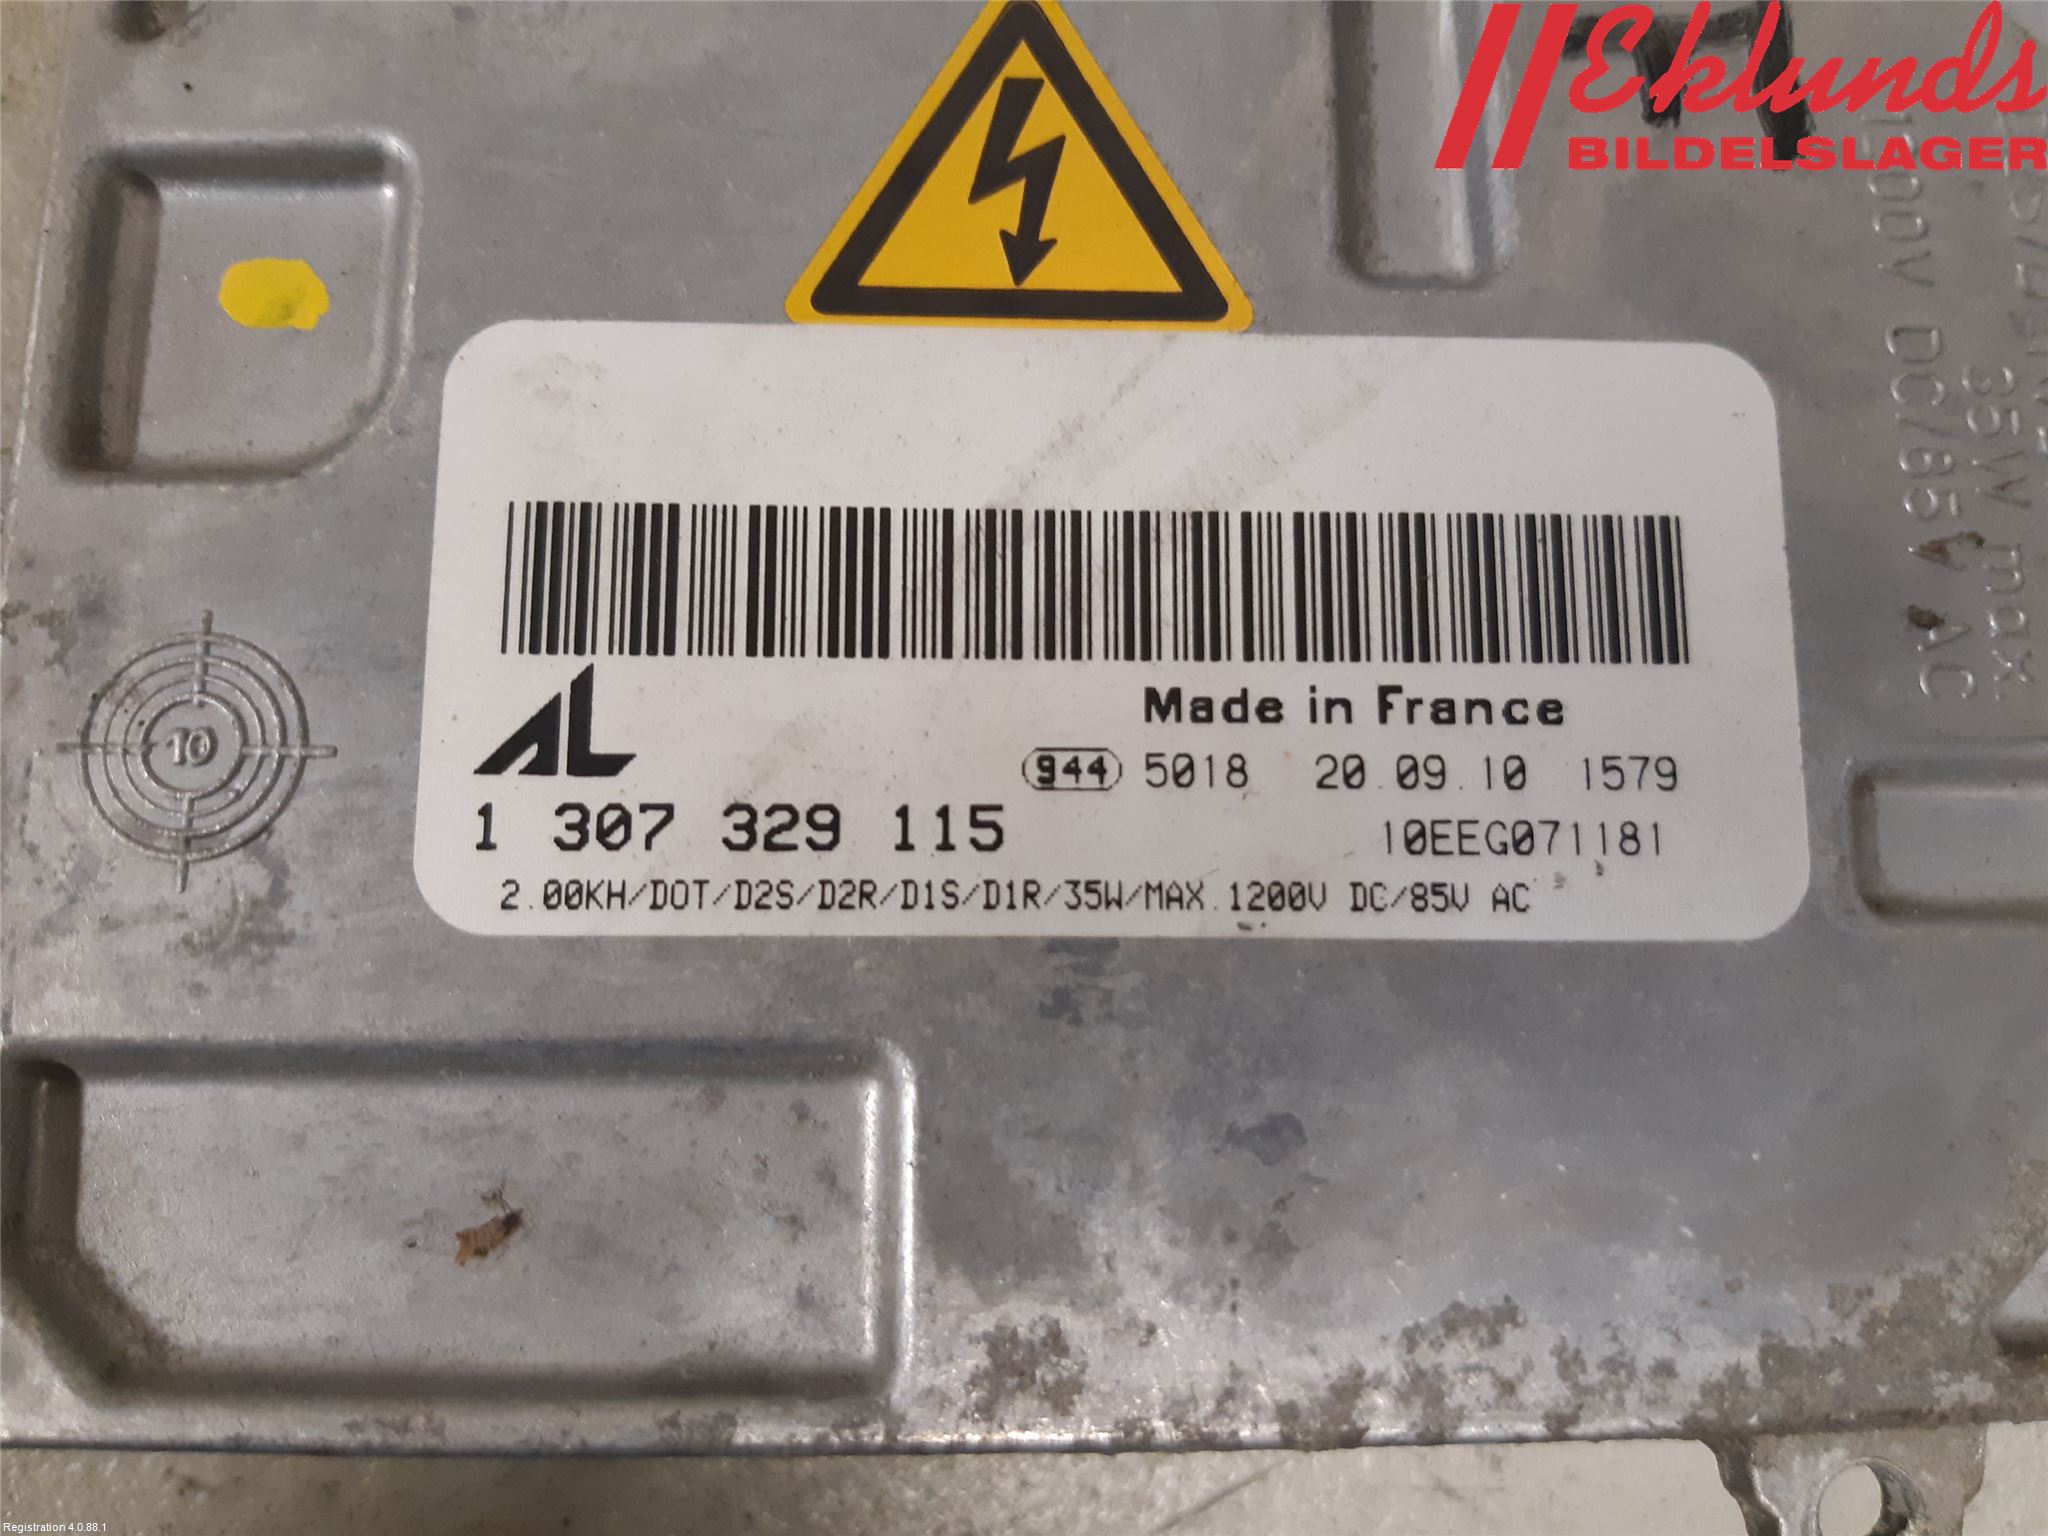 Eklunds
BILDELSLAGER
1200V DC/85V AC
35W max.
10
AL
Made in France
944 5018 20.09.10 1579
1 307 329 115
10EEG071181
2.00KH/DOT/D2S/D2R/D1S/D1R/35W/MAX.1200V DC/85V AC
Registration 4.0.88.1